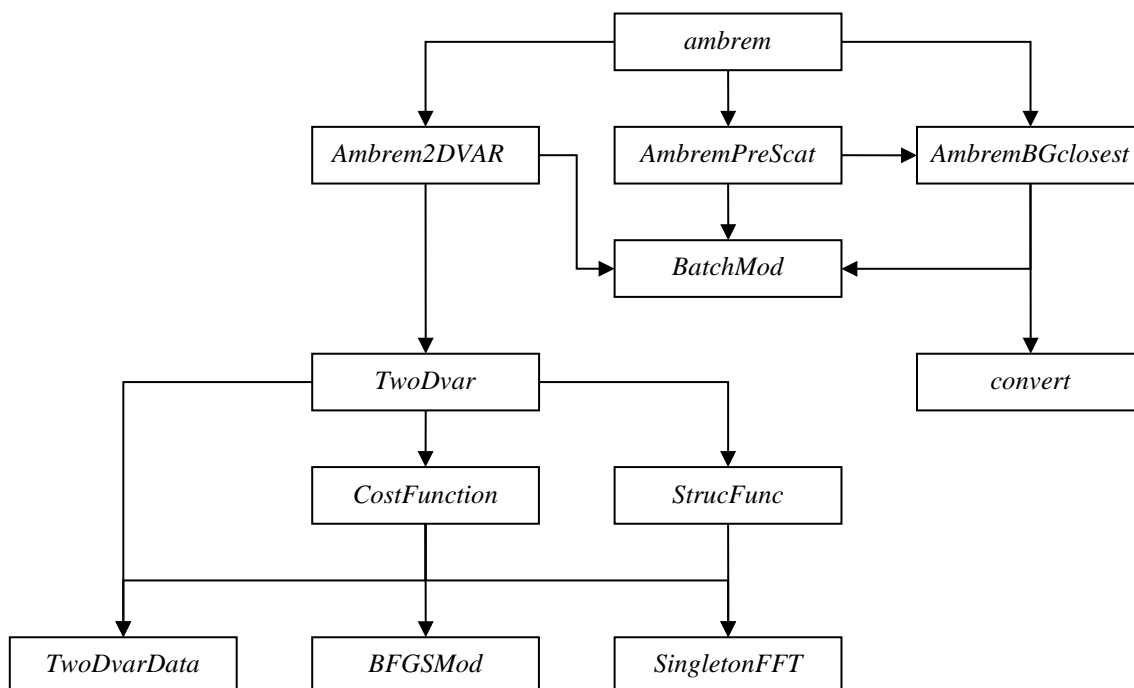 ambrem
Ambrem2DVAR
AmbremPreScat
AmbremBGclosest
BatchMod
TwoDvar
convert
CostFunction
StrucFunc
TwoDvarData
BFGSMod
SingletonFFT